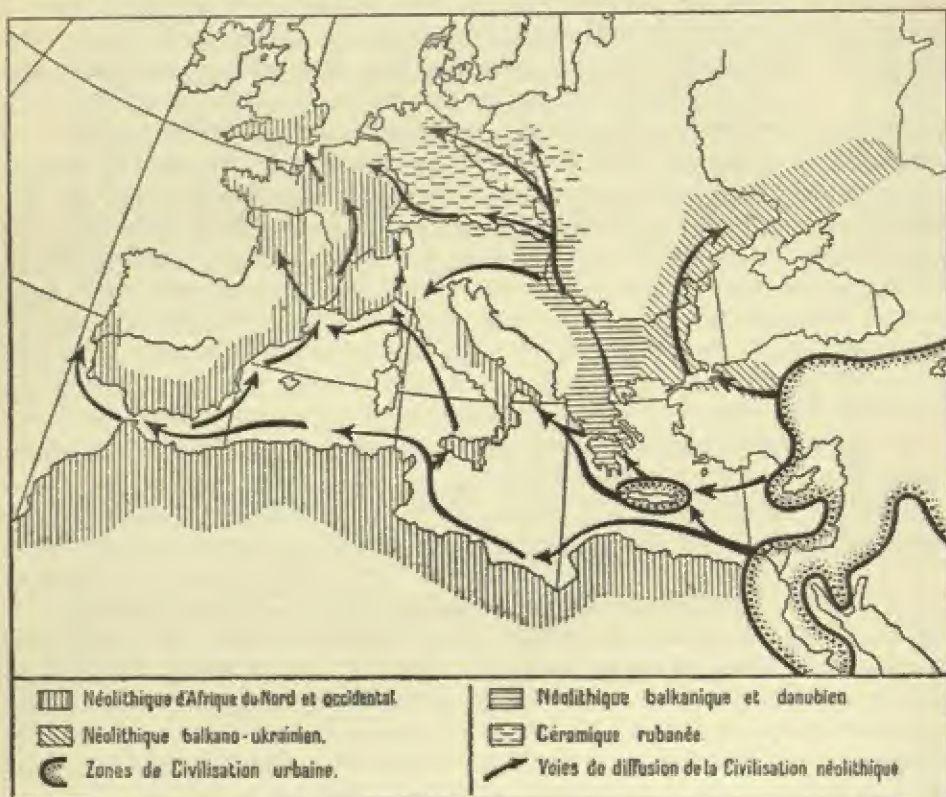 Néolithique d'Afrique du Nord et occidental.
Néolithique balkano-ukrainien.
Zones de Civilisation urbaine.
Néolithique balkanique et danubien
Céramique rubanée
Voies de diffusion de la Civilisation néolithique